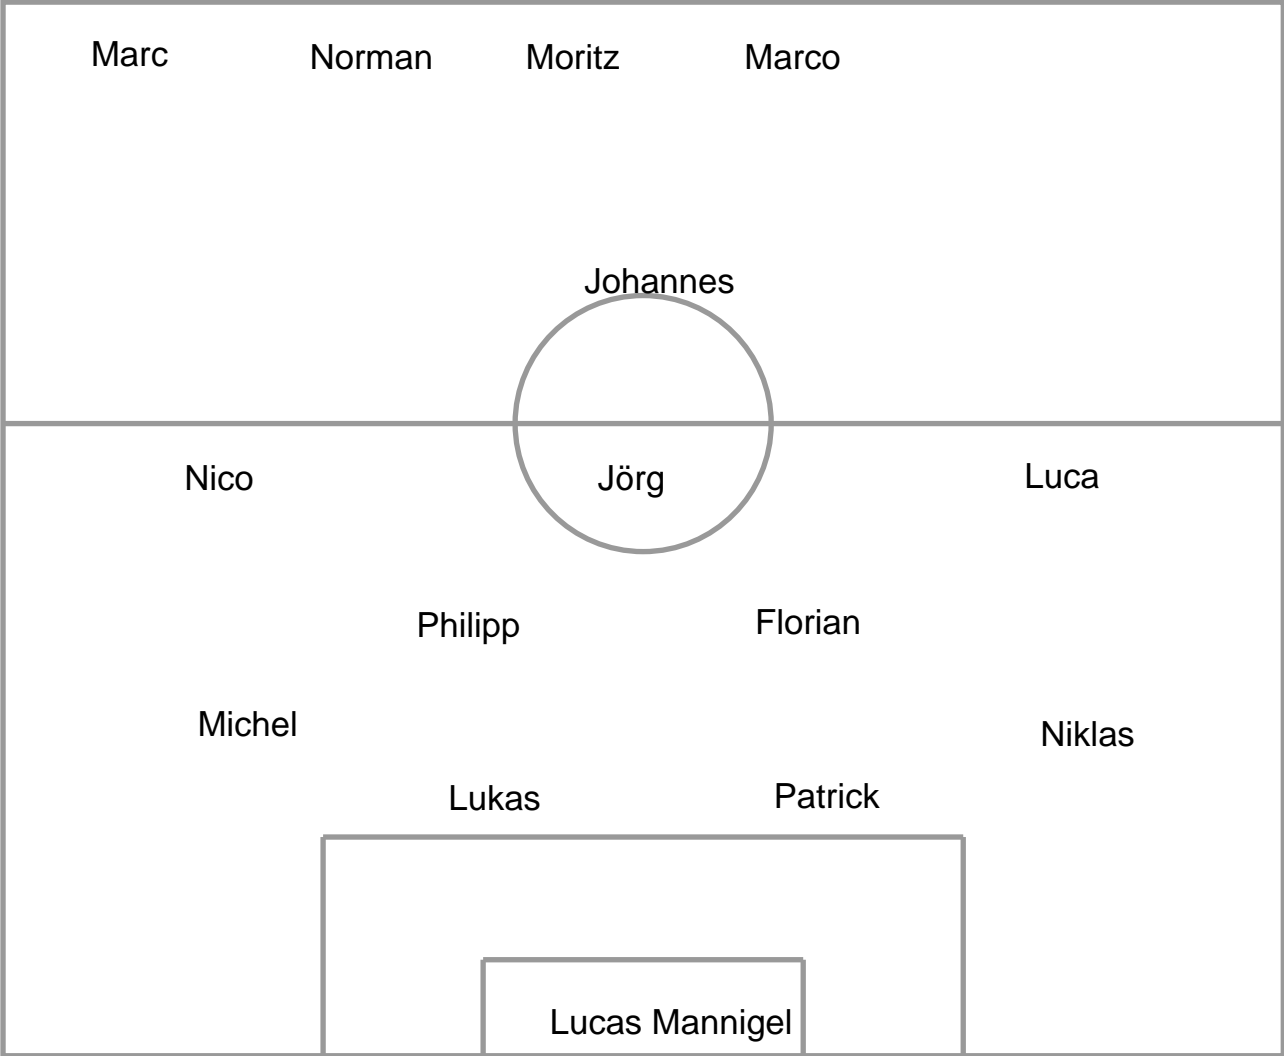 Marc Norman Moritz Marco
Johannes
Nico Jörg Luca
Philipp Florian
Michel Niklas
Lukas Patrick
Lucas Mannigel